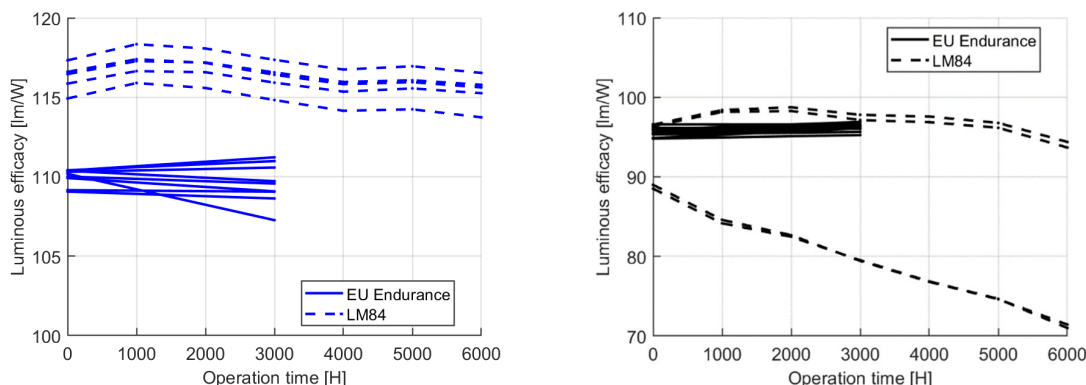 120
115
110
105
100
Luminous efficacy [lm/W]
EU Endurance
LM84
0 1000 2000 3000 4000 5000 6000
Operation time [H]
110
100
90
80
70
Luminous efficacy [lm/W]
EU Endurance
LM84
0 1000 2000 3000 4000 5000 6000
Operation time [H]